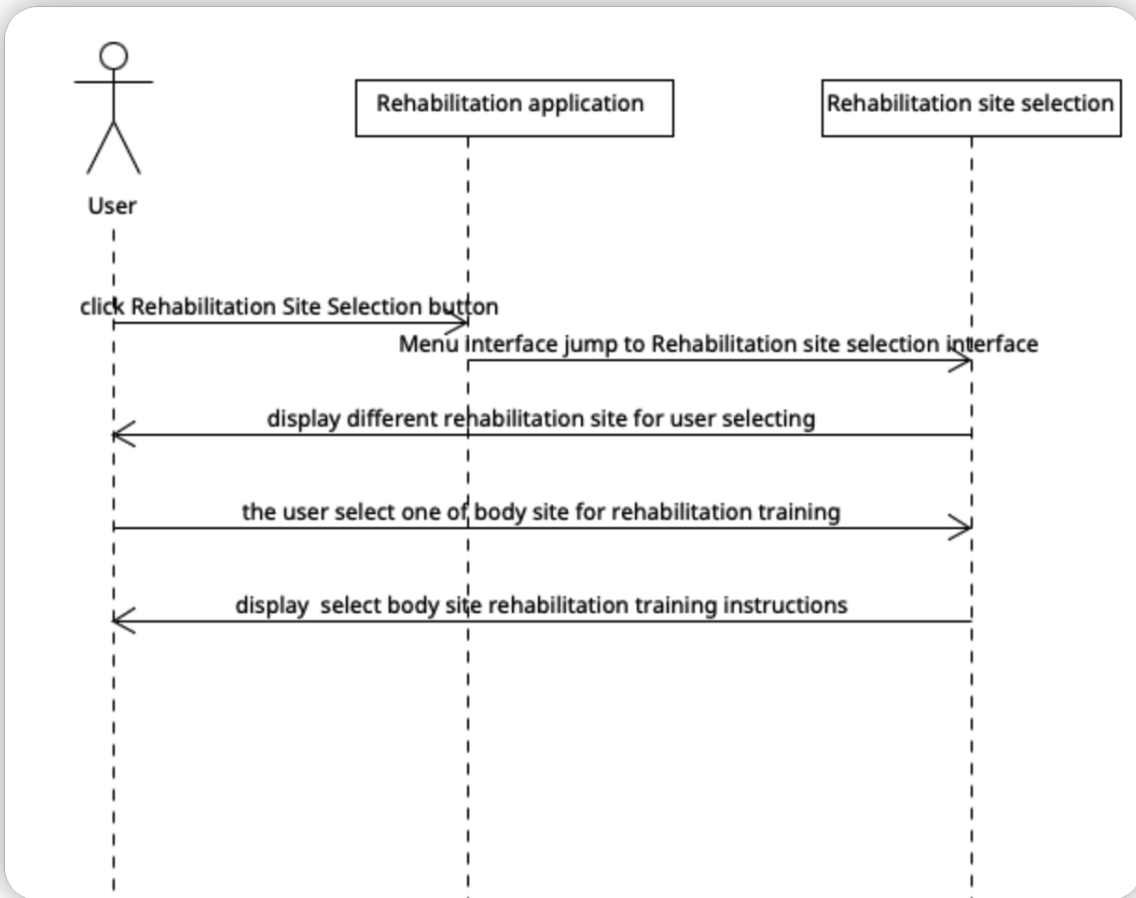 Rehabilitation application
Rehabilitation site selection
User
click Rehabilitation Site Selection button
Menu interface jump to Rehabilitation site selection interface
display different rehabilitation site for user selecting
the user select one of body site for rehabilitation training
display  select body site rehabilitation training instructions